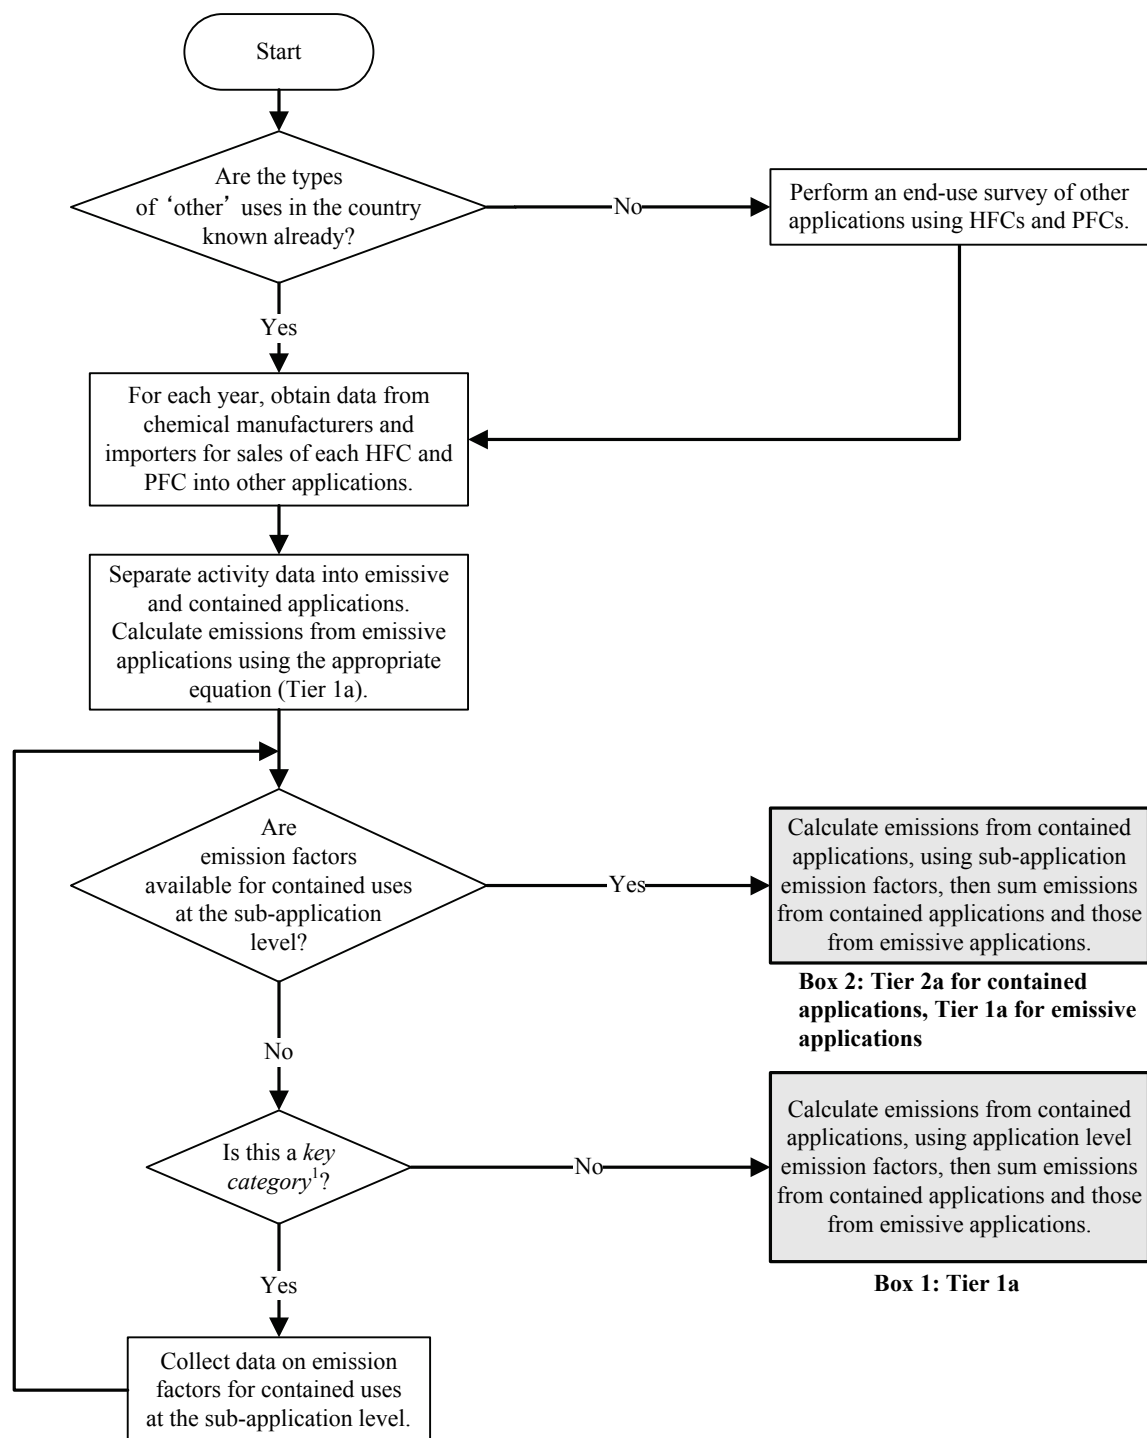 Start
Are the types
of ‘other’ uses in the country
known already?
No
Perform an end-use survey of other
applications using HFCs and PFCs.
Yes
For each year, obtain data from
chemical manufacturers and
importers for sales of each HFC and
PFC into other applications.
Separate activity data into emissive
and contained applications.
Calculate emissions from emissive
applications using the appropriate
equation (Tier 1a).
Are
emission factors
available for contained uses
at the sub-application
level?
Yes
Calculate emissions from contained
applications, using sub-application
emission factors, then sum emissions
from contained applications and those
from emissive applications.
Box 2: Tier 2a for contained
applications, Tier 1a for emissive
applications
No
Is this a key
category¹?
No
Calculate emissions from contained
applications, using application level
emission factors, then sum emissions
from contained applications and those
from emissive applications.
Box 1: Tier 1a
Yes
Collect data on emission
factors for contained uses
at the sub-application level.